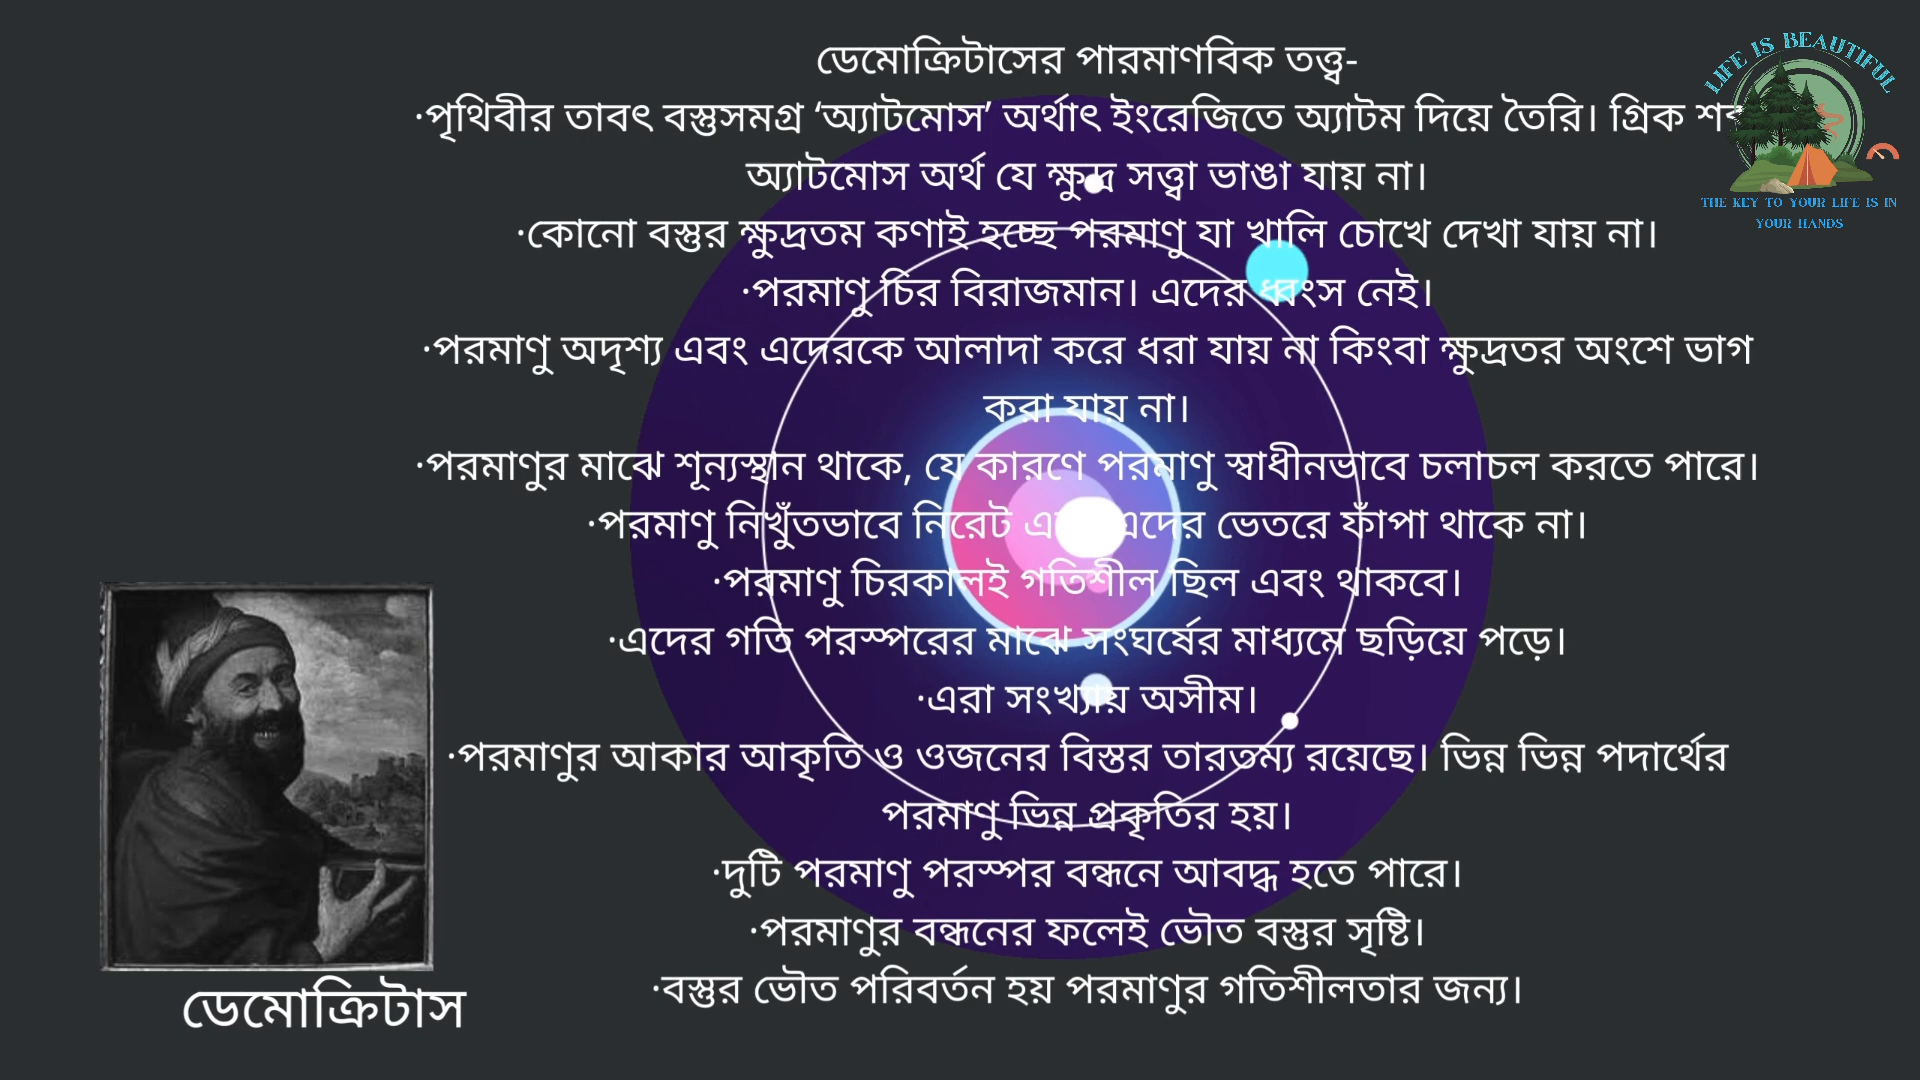 ডেমোক্রিটাসের পারমাণবিক তত্ত্ব-
·পৃথিবীর তাবৎ বস্তুসমগ্র ‘অ্যাটমোস’ অর্থাৎ ইংরেজিতে অ্যাটম দিয়ে তৈরি। গ্রিক
অ্যাটমোস অর্থ যে ক্ষুদ্র সত্ত্বা ভাঙা যায় না।
·কোনো বস্তুর ক্ষুদ্রতম কণাই হচ্ছে পরমাণু যা খালি চোখে দেখা যায় না।
·পরমাণু চির বিরাজমান। এদের ধ্বংস নেই।
·পরমাণু অদৃশ্য এবং এদেরকে আলাদা করে ধরা যায় না কিংবা ক্ষুদ্রতর অংশে ভাগ
করা যায় না।
·পরমাণুর মাঝে শূন্যস্থান থাকে, যে কারণে পরমাণু স্বাধীনভাবে চলাচল করতে পারে।
·পরমাণু নিখুঁতভাবে নিরেট এদের ভেতরে ফাঁপা থাকে না।
·পরমাণু চিরকালই গতিশীল ছিল এবং থাকবে।
·এদের গতি পরস্পরের মাঝে সংঘর্ষের মাধ্যমে ছড়িয়ে পড়ে।
·এরা সংখ্যায় অসীম।
·পরমাণুর আকার আকৃতি ও ওজনের বিস্তর তারতম্য রয়েছে। ভিন্ন ভিন্ন পদার্থের
পরমাণু ভিন্ন প্রকৃতির হয়।
·দুটি পরমাণু পরস্পর বন্ধনে আবদ্ধ হতে পারে।
·পরমাণুর বন্ধনের ফলেই ভৌত বস্তুর সৃষ্টি।
·বস্তুর ভৌত পরিবর্তন হয় পরমাণুর গতিশীলতার জন্য।
ডেমোক্রিটাস
LIFE IS BEAUTIFUL
THE KEY TO YOUR LIFE IS IN
YOUR HANDS